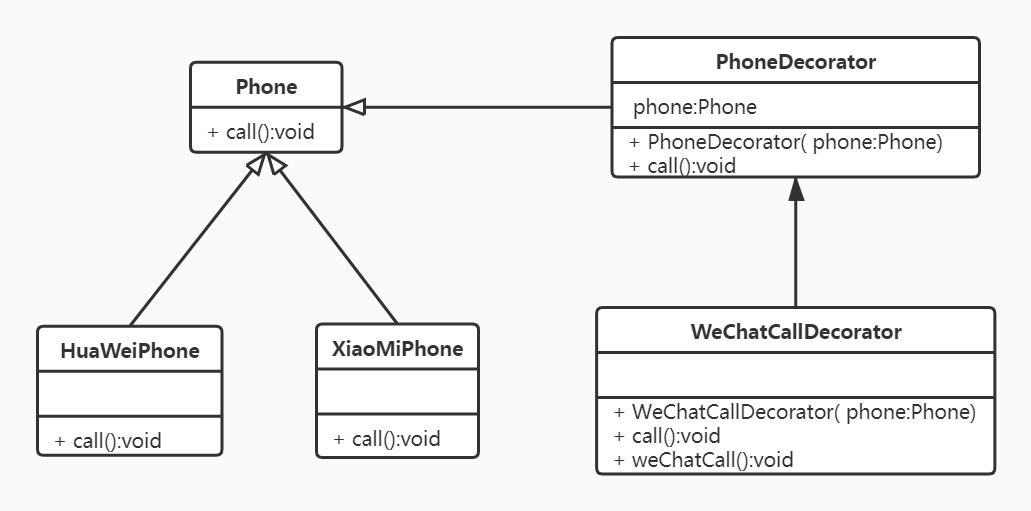 Phone
+ call():void
PhoneDecorator
phone:Phone
+ PhoneDecorator( phone:Phone)
+ call():void
HuaWeiPhone
+ call():void
XiaoMiPhone
+ call():void
WeChatCallDecorator
+ WeChatCallDecorator( phone:Phone)
+ call():void
+ weChatCall():void